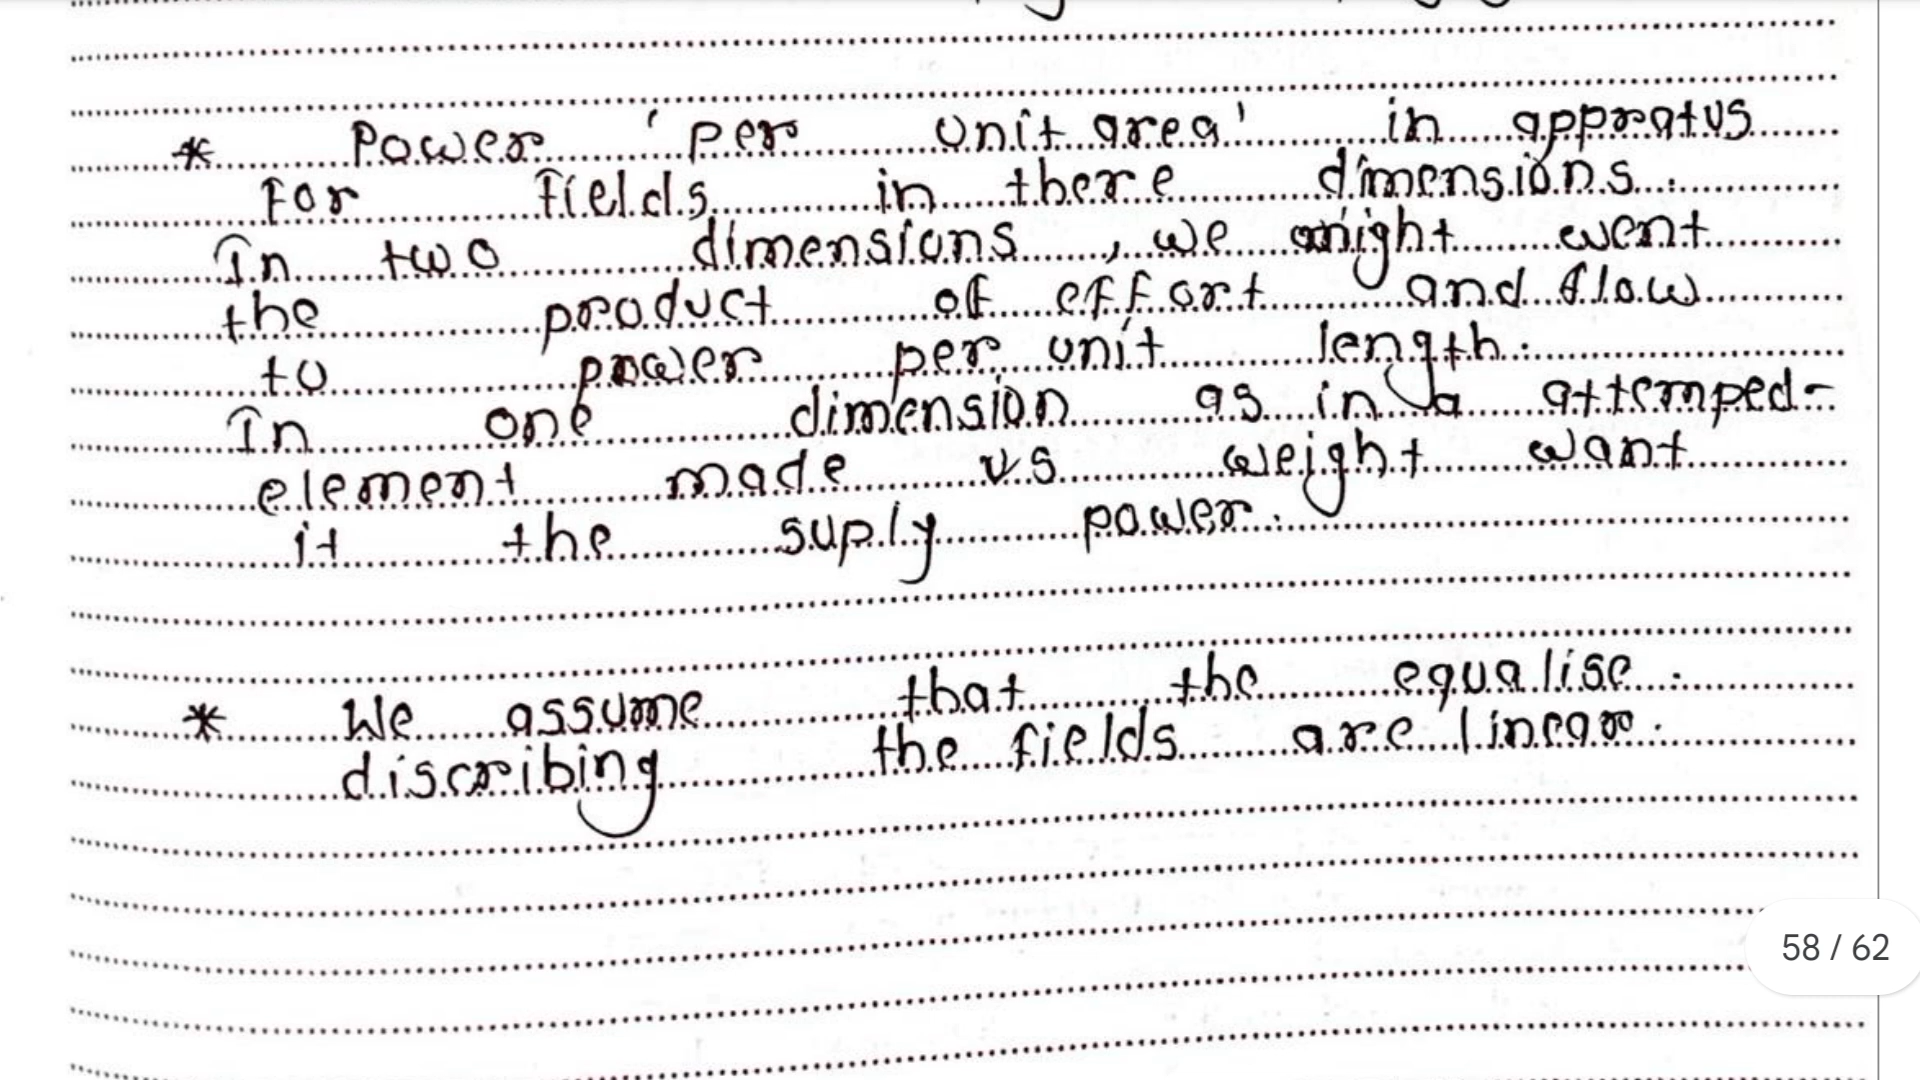 * Power 'per unit area' in appratus
For fields in there dimensions.
In two dimensions, we might went
the product of effort and flow
to power per unit length.
In one dimension as in a attemped-
element made us weight want
it the suply power.
* We assume that the equalise.
discribing the fields are linear.
58 / 62